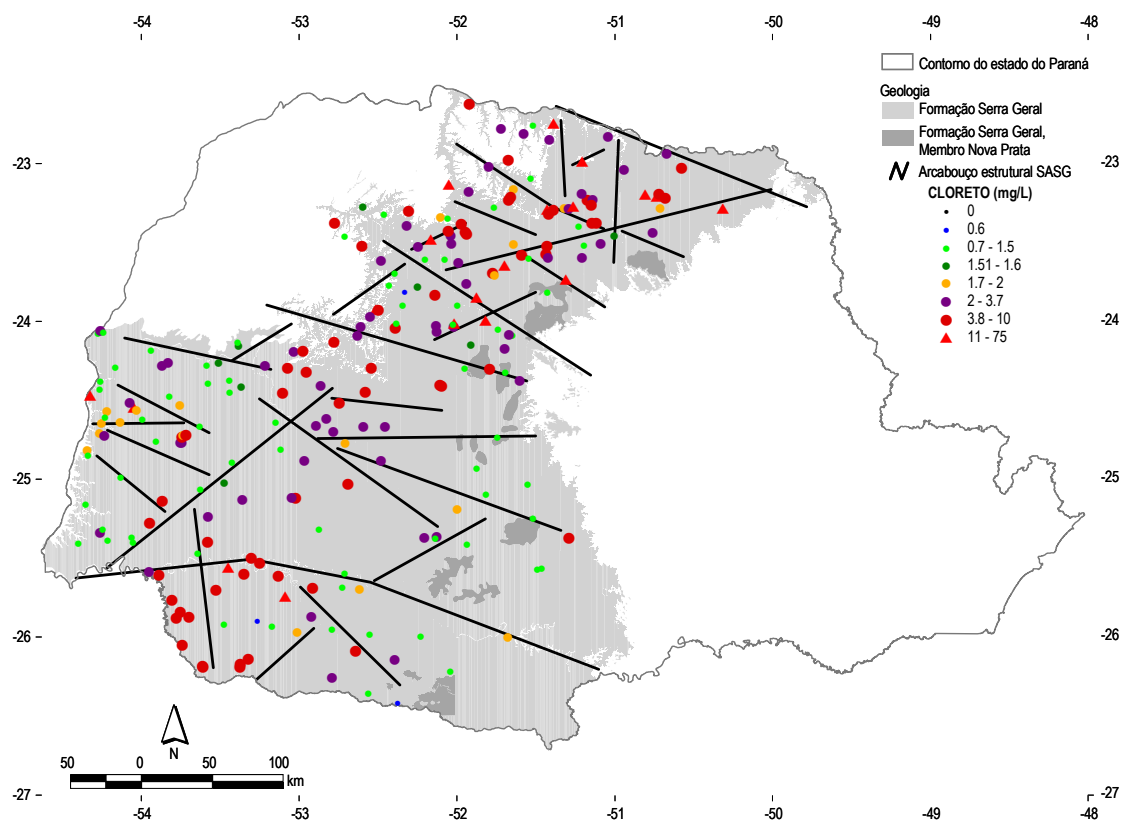 -54 -53 -52 -51 -50 -49 -48
Contorno do estado do Paraná
Geologia
Formação Serra Geral
Formação Serra Geral,
Membro Nova Prata
Arcabouço estrutural SASG
CLORETO (mg/L)
0
0.6
0.7 - 1.5
1.51 - 1.6
1.7 - 2
2 - 3.7
3.8 - 10
11 - 75
-23 -23
-24 -24
-25 -25
-26 -26
N
50 0 50 100
km
-27 -27
-54 -53 -52 -51 -50 -49 -48